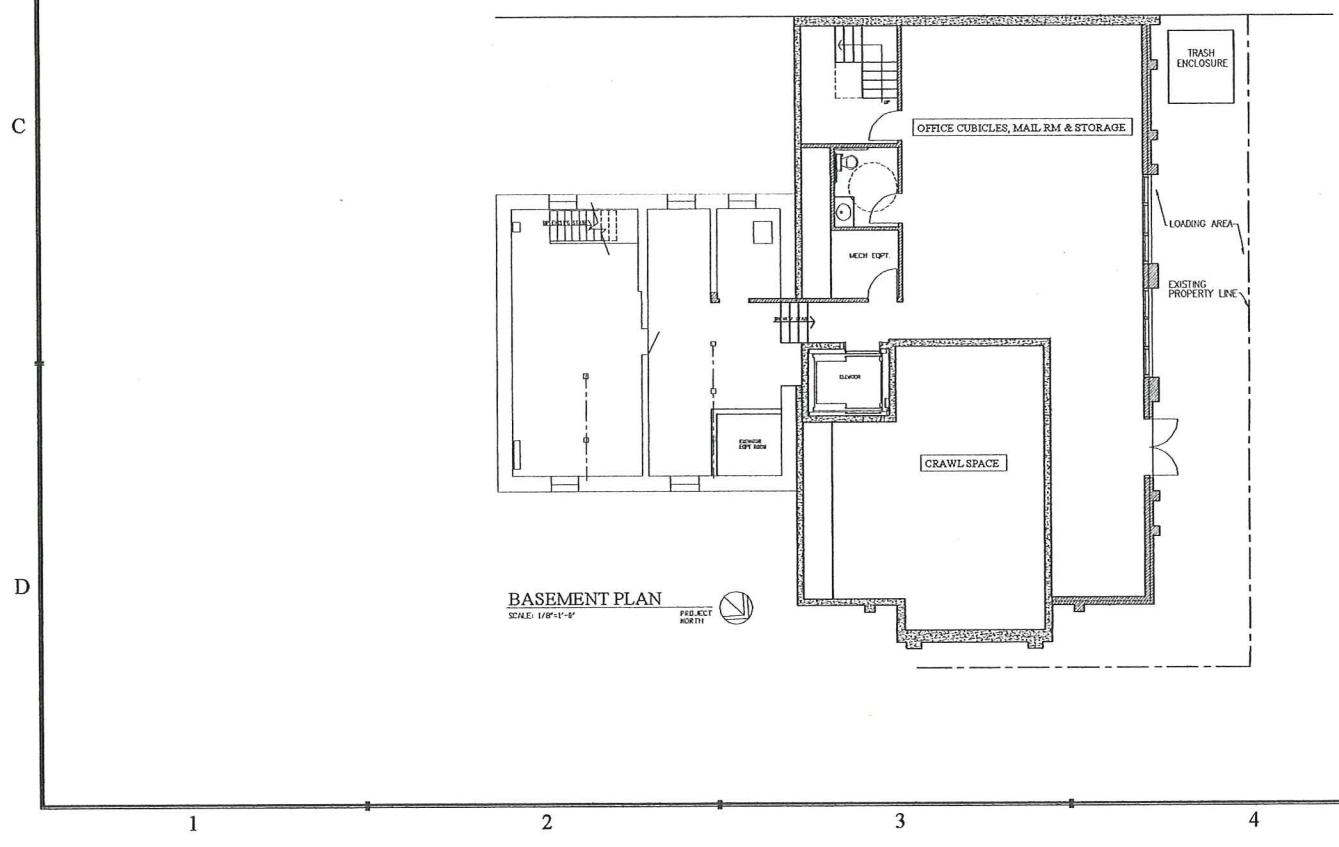 TRASH
ENCLOSURE
C
OFFICE CUBICLES, MAIL RM & STORAGE
UP
LOADING AREA
MECH EQPT.
EXISTING
PROPERTY LINE
ELEVATOR
ELEVATOR
EQPT ROOM
CRAWL SPACE
D
BASEMENT PLAN
SCALE: 1/8"=1'-0"
PROJECT
NORTH
1
2
3
4